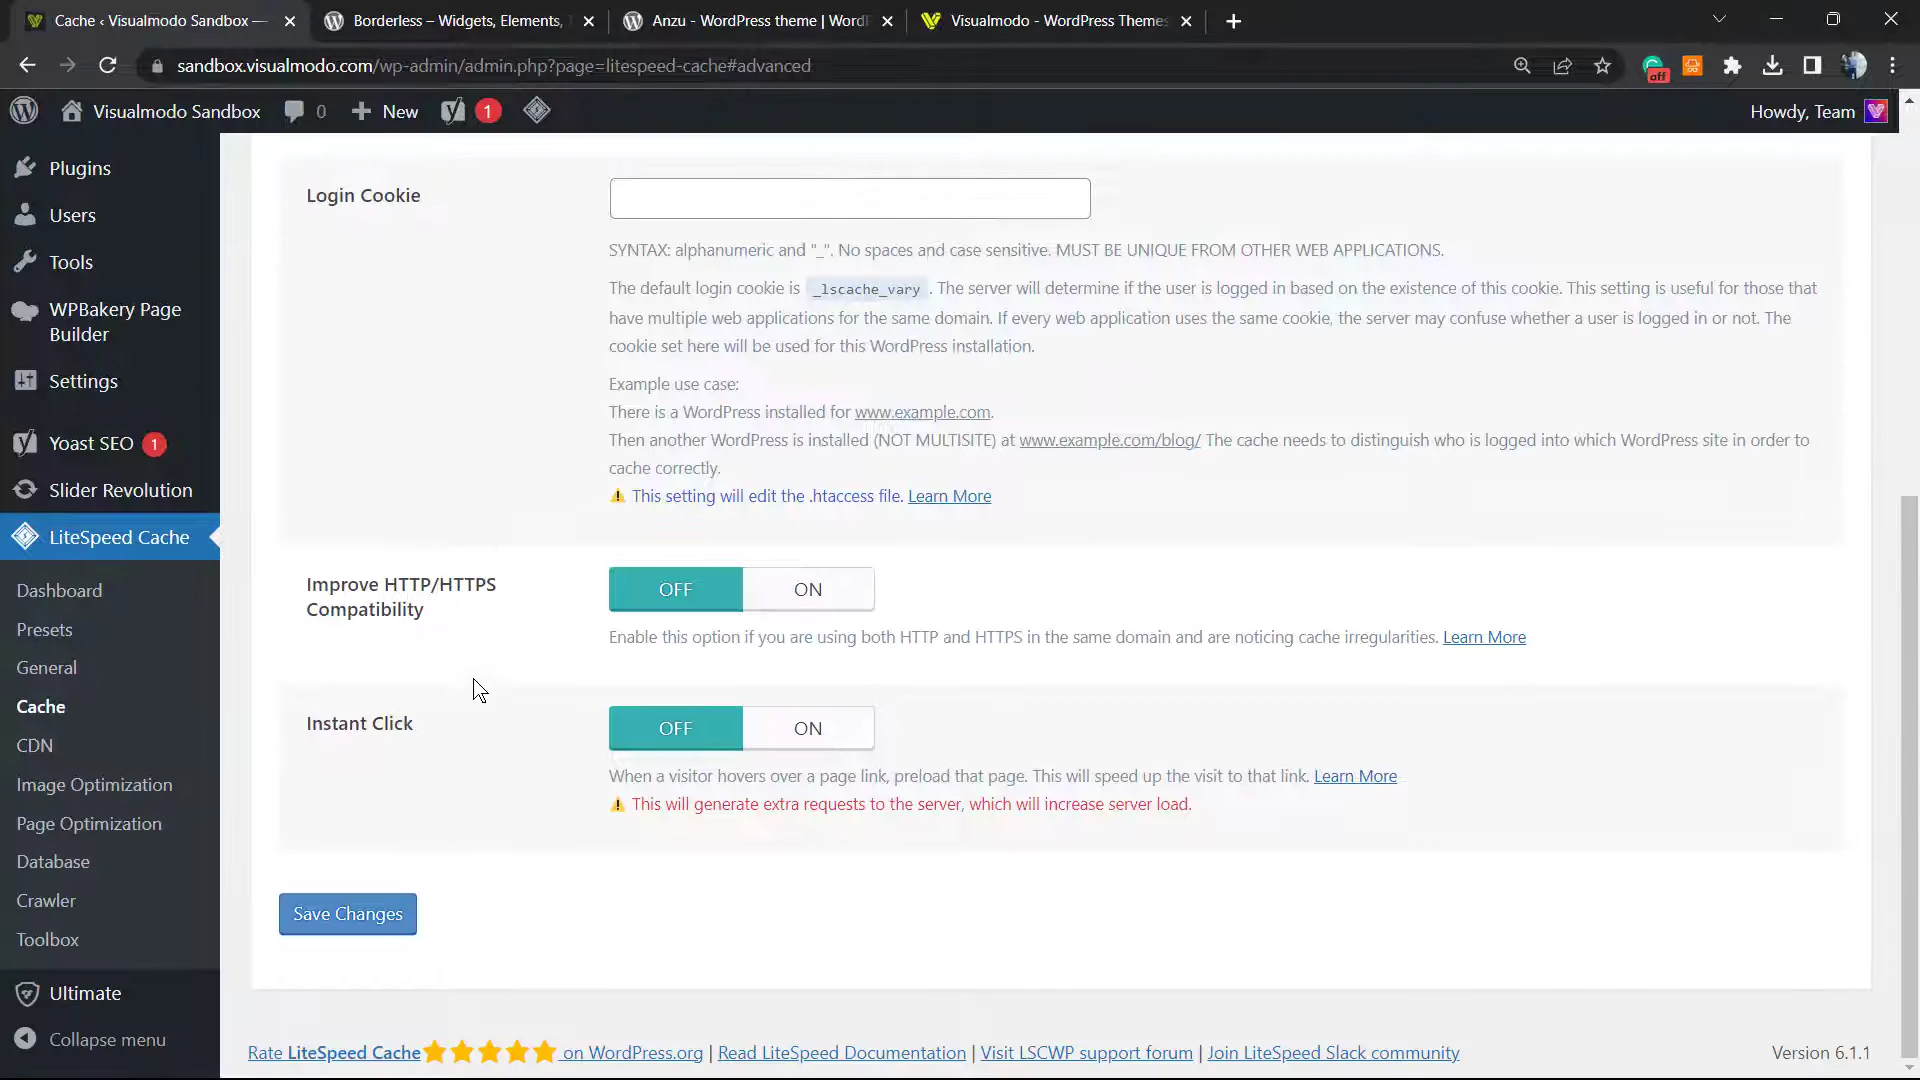 Cache ‹ Visualmodo Sandbox —
Borderless – Widgets, Elements,
Anzu - WordPress theme | Word
Visualmodo - WordPress Themes
sandbox.visualmodo.com/wp-admin/admin.php?page=litespeed-cache#advanced
off
Visualmodo Sandbox
0
New
1
Howdy, Team
Plugins
Users
Tools
WPBakery Page
Builder
Settings
Yoast SEO 1
Slider Revolution
LiteSpeed Cache
Dashboard
Presets
General
Cache
CDN
Image Optimization
Page Optimization
Database
Crawler
Toolbox
Ultimate
Collapse menu
Login Cookie
SYNTAX: alphanumeric and "_". No spaces and case sensitive. MUST BE UNIQUE FROM OTHER WEB APPLICATIONS.
The default login cookie is _lscache_vary . The server will determine if the user is logged in based on the existence of this cookie. This setting is useful for those that
have multiple web applications for the same domain. If every web application uses the same cookie, the server may confuse whether a user is logged in or not. The
cookie set here will be used for this WordPress installation.
Example use case:
There is a WordPress installed for www.example.com.
Then another WordPress is installed (NOT MULTISITE) at www.example.com/blog/ The cache needs to distinguish who is logged into which WordPress site in order to
cache correctly.
This setting will edit the .htaccess file. Learn More
Improve HTTP/HTTPS
Compatibility
OFF ON
Enable this option if you are using both HTTP and HTTPS in the same domain and are noticing cache irregularities. Learn More
Instant Click
OFF ON
When a visitor hovers over a page link, preload that page. This will speed up the visit to that link. Learn More
This will generate extra requests to the server, which will increase server load.
Save Changes
Rate LiteSpeed Cache on WordPress.org | Read LiteSpeed Documentation | Visit LSCWP support forum | Join LiteSpeed Slack community
Version 6.1.1